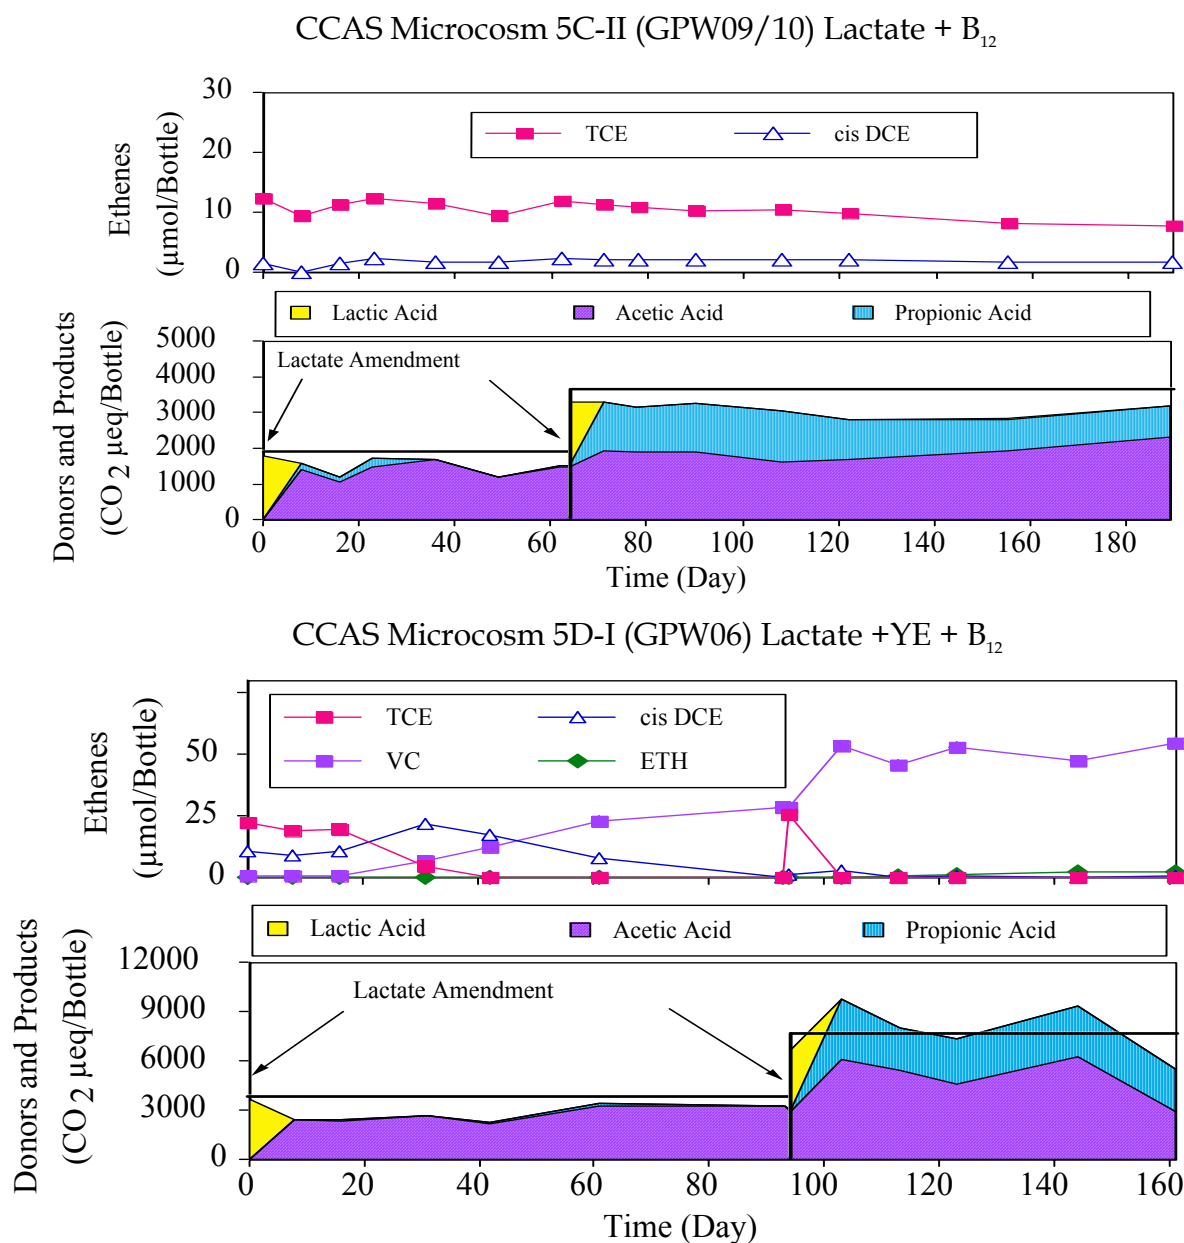 CCAS Microcosm 5C-II (GPW09/10) Lactate + B12
Ethenes
(μmol/Bottle)
30
20
10
0
TCE
cis DCE
Lactic Acid
Acetic Acid
Propionic Acid
Donors and Products
(CO2 μeq/Bottle)
5000
4000
3000
2000
1000
0
Lactate Amendment
0 20 40 60 80 100 120 140 160 180
Time (Day)
CCAS Microcosm 5D-I (GPW06) Lactate +YE + B12
Ethenes
(μmol/Bottle)
50
25
0
TCE
cis DCE
VC
ETH
Lactic Acid
Acetic Acid
Propionic Acid
Donors and Products
(CO2 μeq/Bottle)
12000
9000
6000
3000
0
Lactate Amendment
0 20 40 60 80 100 120 140 160
Time (Day)